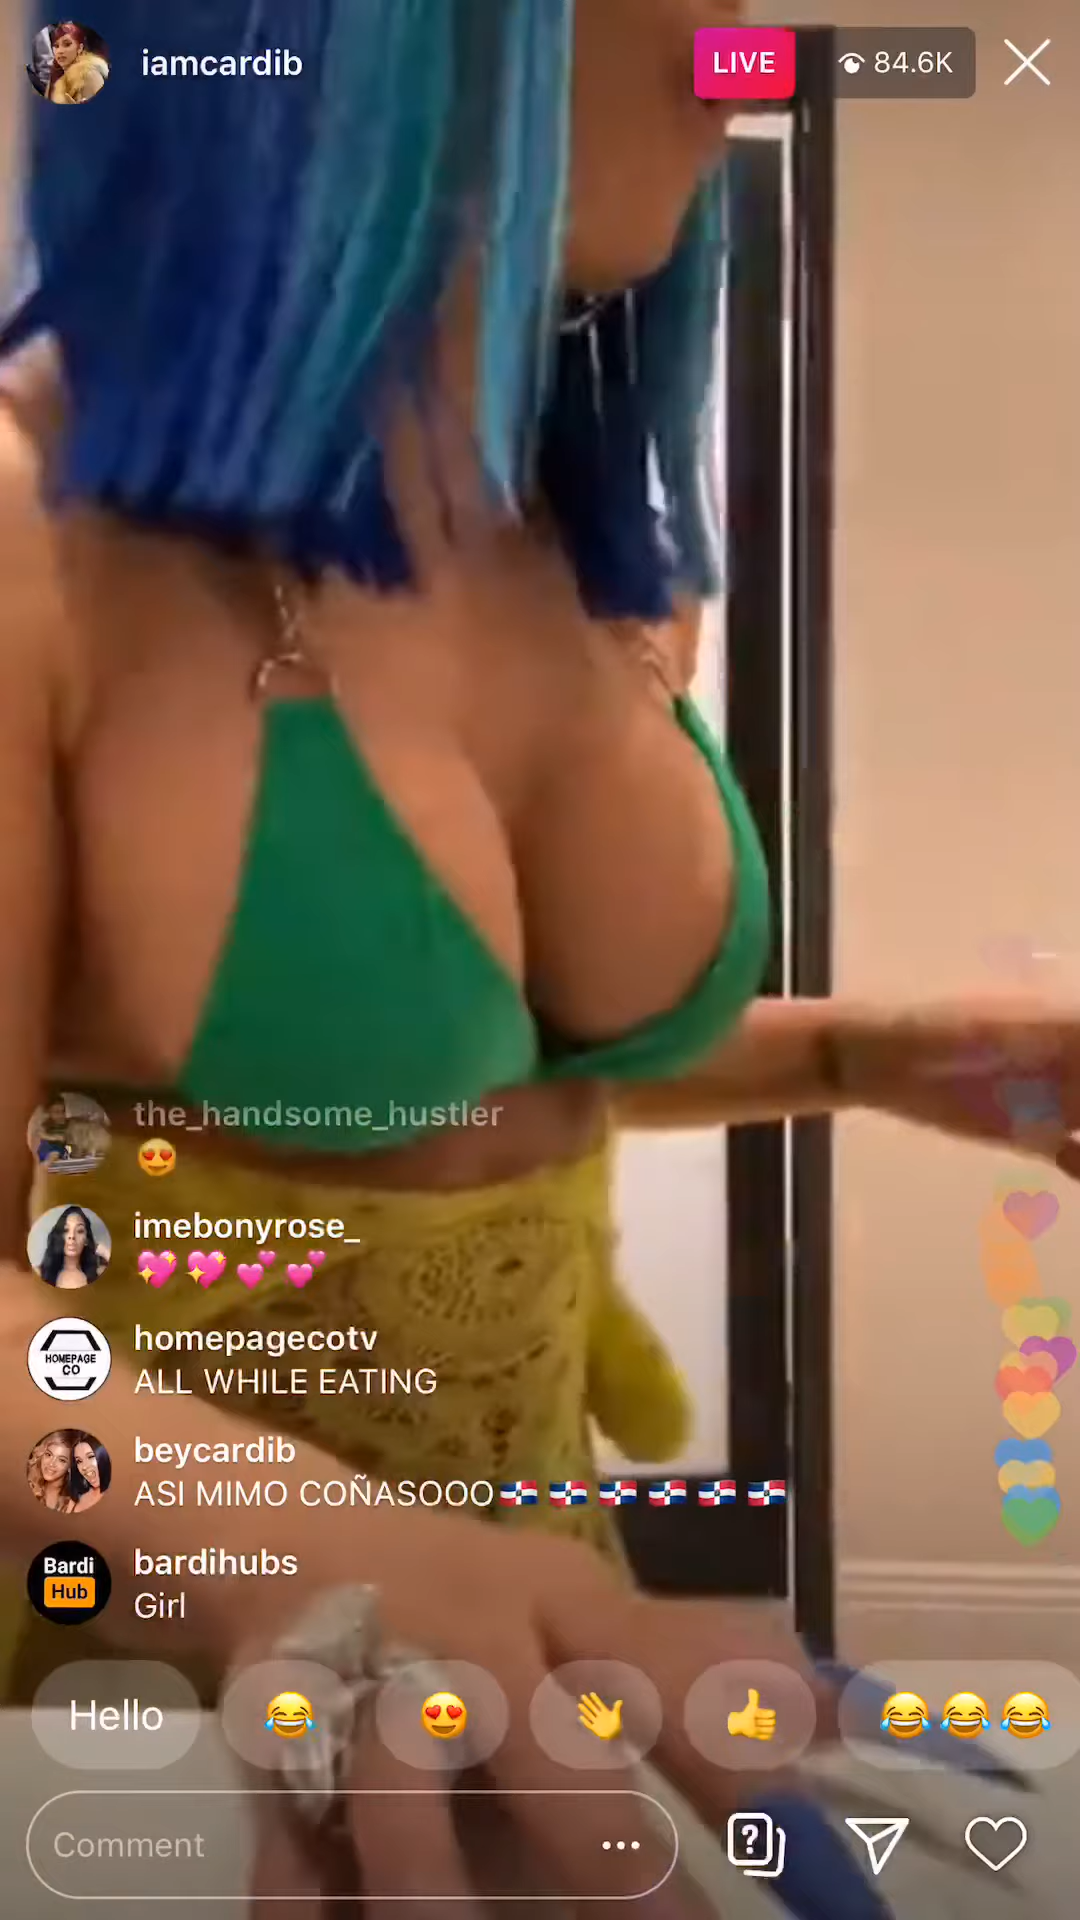 iamcardib
LIVE
84.6K
the_handsome_hustler
😍
imebonyrose_
💖 💖 💕 💕
homepagecotv
HOMEPAGE
CO
ALL WHILE EATING
beycardib
ASI MIMO COÑASOOO🇩🇴 🇩🇴 🇩🇴 🇩🇴 🇩🇴 🇩🇴
Bardi
Hub
bardihubs
Girl
Hello 😂 😍 👋 👍 😂 😂 😂
Comment